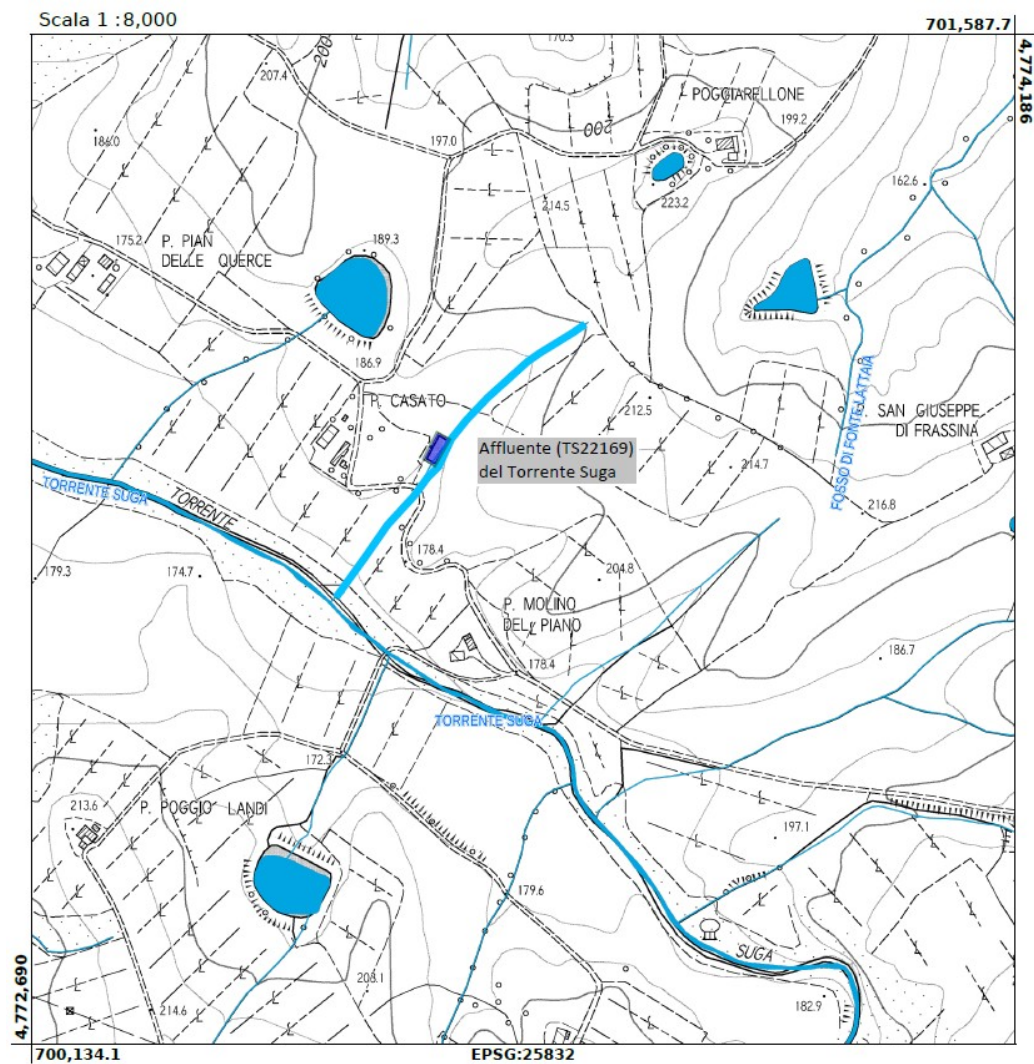 Scala 1 :8,000
701,587.7
4,774,186
170.3
200
207.4
POGGIARELLONE
199.2
200
186.0
197.0
162.6
223.2
214.5
175.2
P. PIAN
DELLE QUERCE
189.3
186.9
P. CASATO
212.5
FOSSO DI FONTE LATTAIA
SAN GIUSEPPE
DI FRASSINA
Affluente (TS22169)
del Torrente Suga
214.7
TORRENTE SUGA
TORRENTE
216.8
178.4
179.3
174.7
204.8
P. MOLINO
DEL PIANO
186.7
178.4
TORRENTE SUGA
172.3
213.6
P. POGGIO LANDI
197.1
179.6
SUGA
208.1
182.9
214.6
4,772,690
700,134.1
EPSG:25832